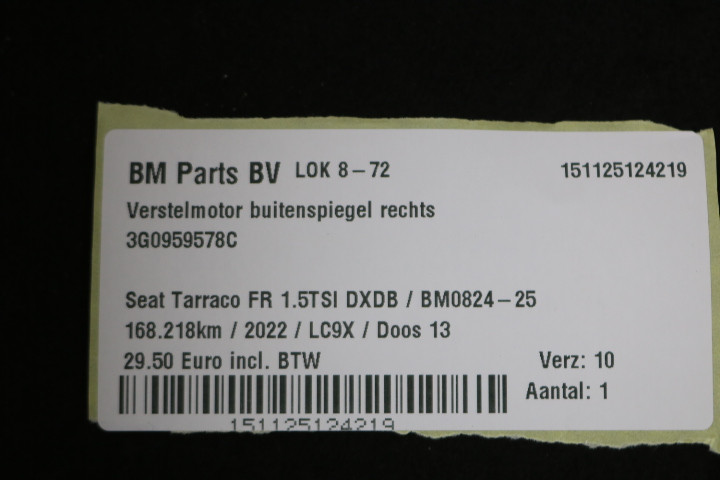 BM Parts BV LOK 8-72 151125124219
Verstelmotor buitenspiegel rechts
3G0959578C
Seat Tarraco FR 1.5TSI DXDB / BM0824-25
168.218km / 2022 / LC9X / Doos 13
29.50 Euro incl. BTW Verz: 10
Aantal: 1
151125124219